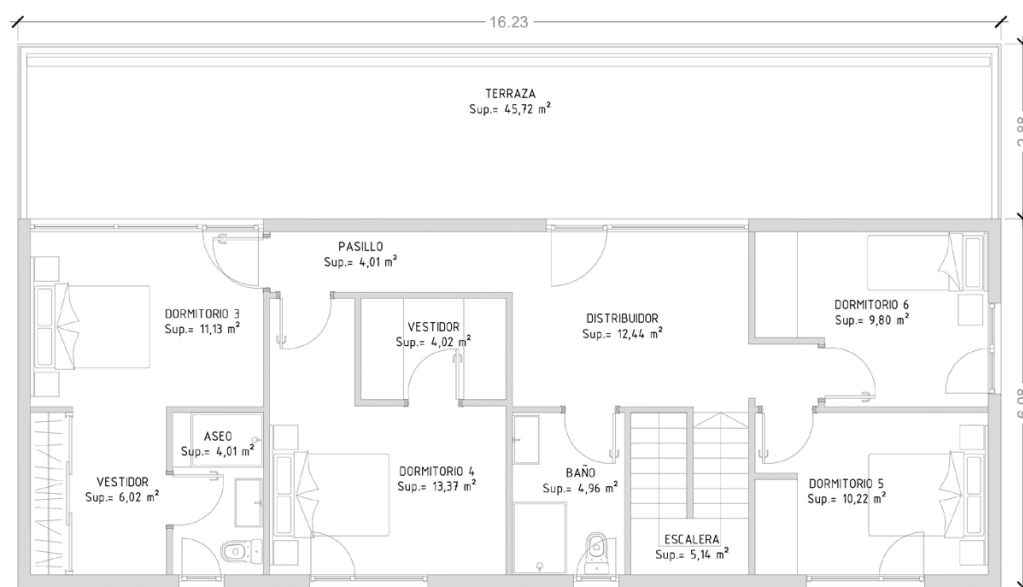 16.23
TERRAZA
Sup.= 45,72 m²
2.88
PASILLO
Sup.= 4,01 m²
DORMITORIO 3
Sup.= 11,13 m²
VESTIDOR
Sup.= 4,02 m²
DISTRIBUIDOR
Sup.= 12,44 m²
DORMITORIO 6
Sup.= 9,80 m²
ASEO
Sup.= 4,01 m²
VESTIDOR
Sup.= 6,02 m²
DORMITORIO 4
Sup.= 13,37 m²
BAÑO
Sup.= 4,96 m²
DORMITORIO 5
Sup.= 10,22 m²
ESCALERA
Sup.= 5,14 m²